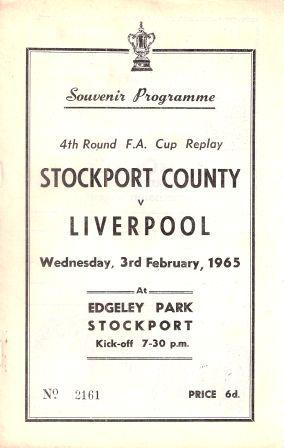 Souvenir Programme
4th Round F.A. Cup Replay
STOCKPORT COUNTY
v
LIVERPOOL
Wednesday, 3rd February, 1965
At
EDGELEY PARK
STOCKPORT
Kick-off 7-30 p.m.
Nº 2161 PRICE 6d.